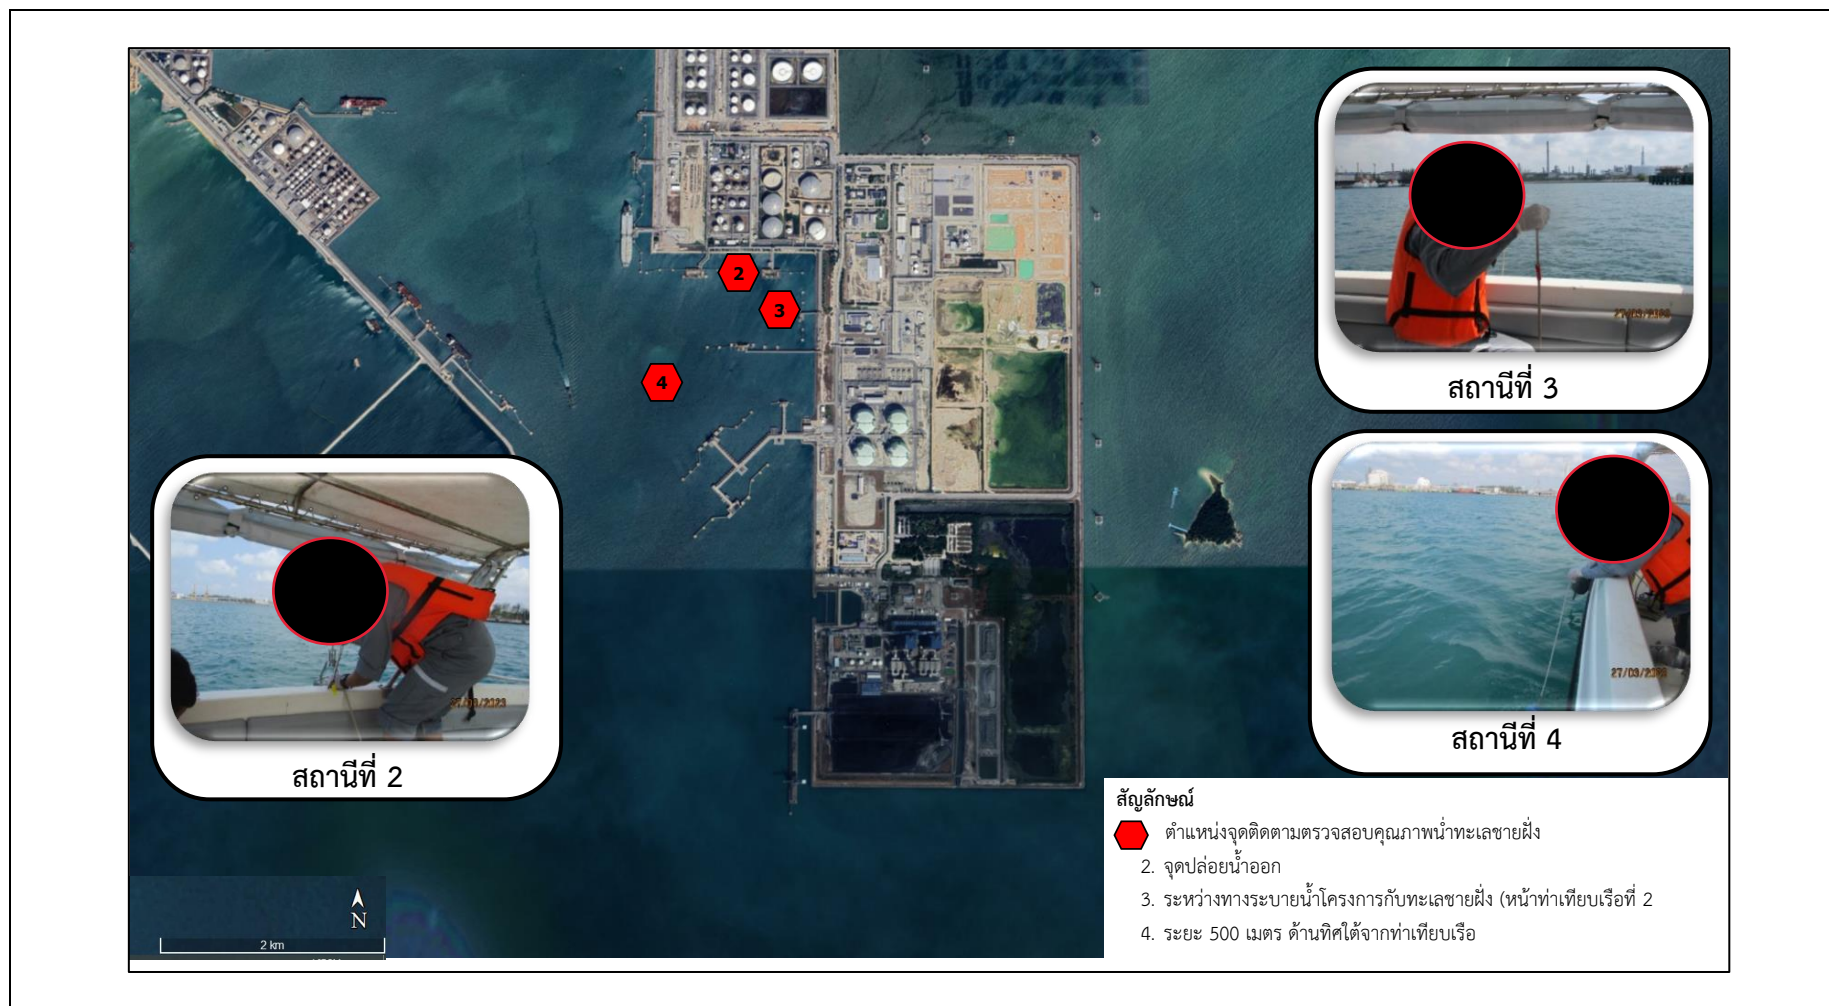 2
3
4
สถานีที่ 3
27/03/2023
สถานีที่ 2
สถานีที่ 4
27/03/2023
สัญลักษณ์
ตำแหน่งจุดติดตามตรวจสอบคุณภาพน้ำทะเลชายฝั่ง
2. จุดปล่อยน้ำออก
3. ระหว่างทางระบายน้ำโครงการกับทะเลชายฝั่ง (หน้าท่าเทียบเรือที่ 2
4. ระยะ 500 เมตร ด้านทิศใต้จากท่าเทียบเรือ
N
2 km